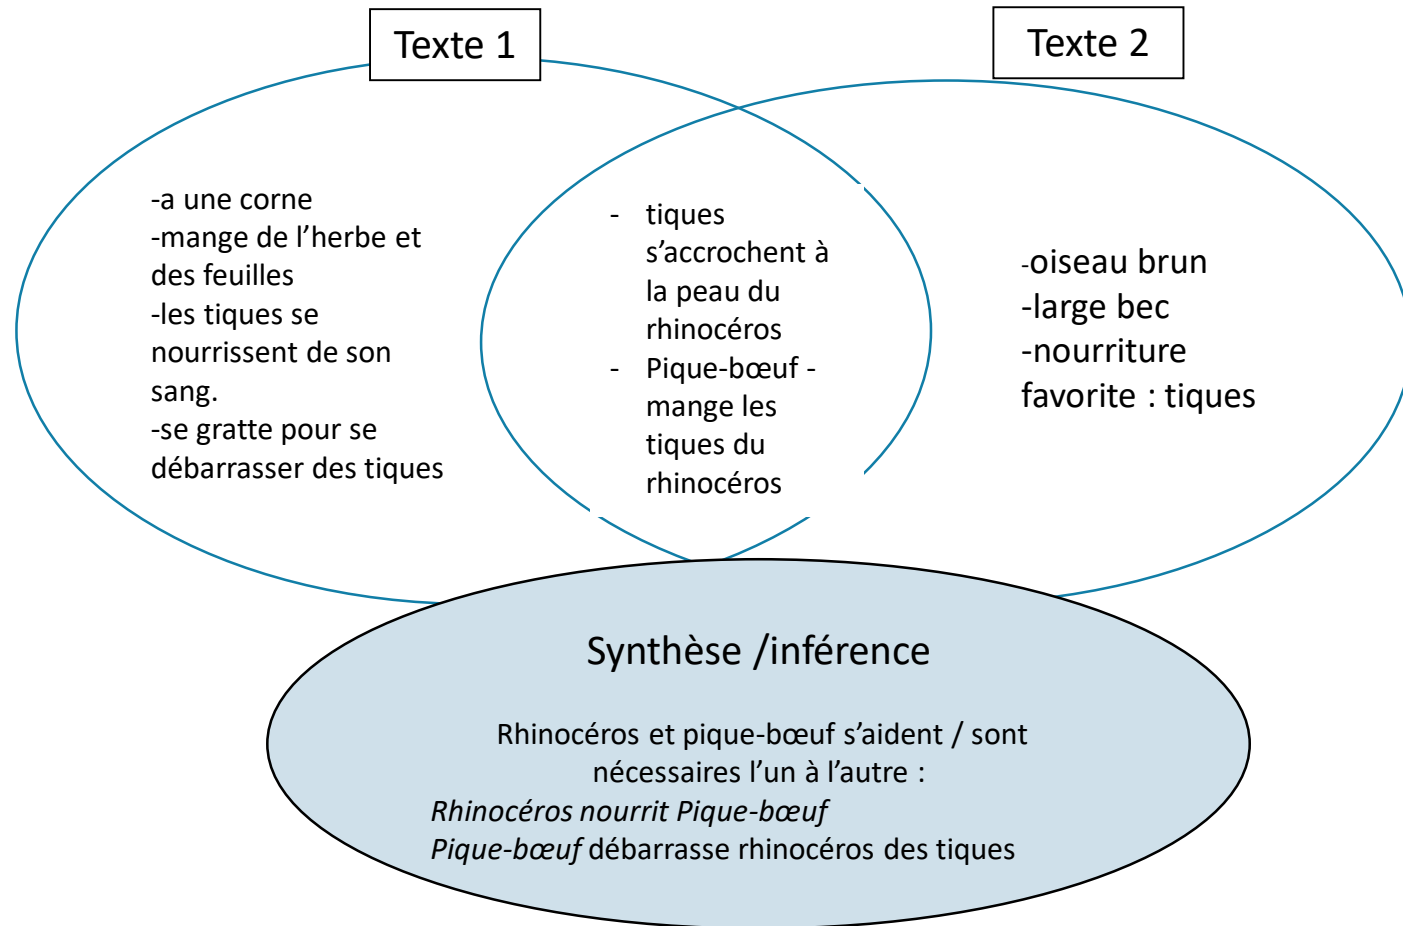 Texte 1
Texte 2
-a une corne
-mange de l’herbe et
des feuilles
-les tiques se
nourrissent de son
sang.
-se gratte pour se
débarrasser des tiques
- tiques
s’accrochent à
la peau du
rhinocéros
- Pique-bœuf -
mange les
tiques du
rhinocéros
-oiseau brun
-large bec
-nourriture
favorite : tiques
Synthèse /inférence
Rhinocéros et pique-bœuf s’aident / sont
nécessaires l’un à l’autre :
Rhinocéros nourrit Pique-bœuf
Pique-bœuf débarrasse rhinocéros des tiques